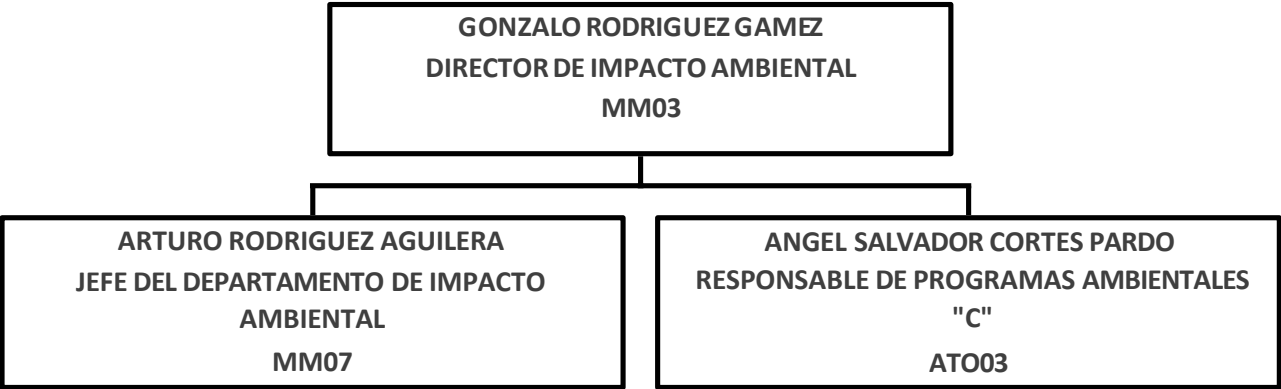 GONZALO RODRIGUEZ GAMEZ
DIRECTOR DE IMPACTO AMBIENTAL
MM03
ARTURO RODRIGUEZ AGUILERA
JEFE DEL DEPARTAMENTO DE IMPACTO
AMBIENTAL
MM07
ANGEL SALVADOR CORTES PARDO
RESPONSABLE DE PROGRAMAS AMBIENTALES
"C"
ATO03